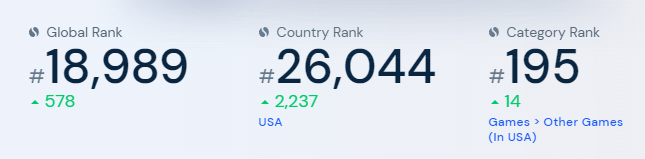 Global Rank
#18,989
578
Country Rank
#26,044
2,237
USA
Category Rank
#195
14
Games > Other Games
(In USA)